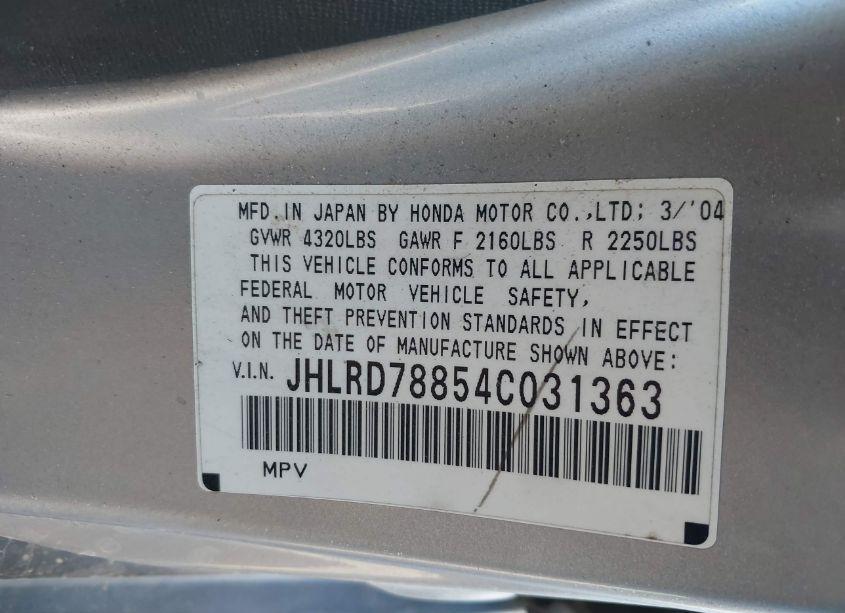 MFD. IN JAPAN BY HONDA MOTOR CO.,LTD; 3/'04
GVWR 4320LBS GAWR F 2160LBS R 2250LBS
THIS VEHICLE CONFORMS TO ALL APPLICABLE
FEDERAL MOTOR VEHICLE SAFETY,
AND THEFT PREVENTION STANDARDS IN EFFECT
ON THE DATE OF MANUFACTURE SHOWN ABOVE:
V.I.N. JHLRD78854C031363
MPV